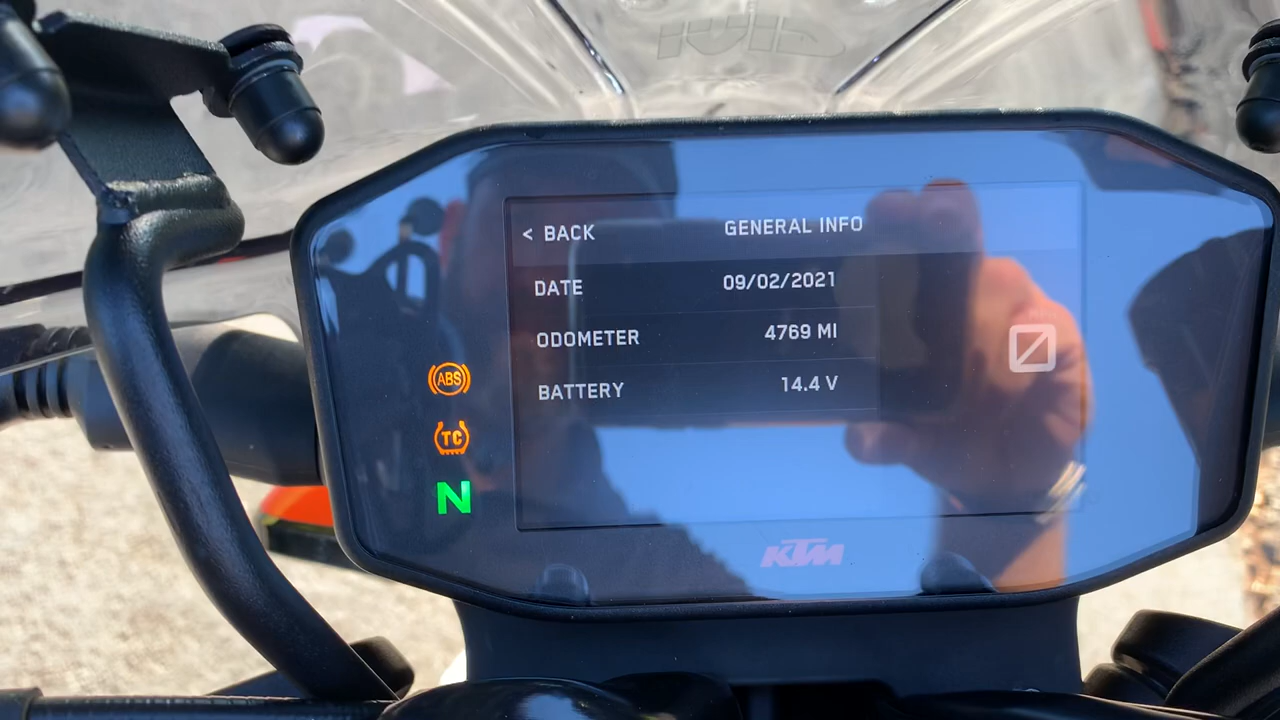 < BACK
GENERAL INFO
DATE 09/02/2021
ODOMETER 4769 MI
BATTERY 14.4 V
ABS
TC
N
KTM